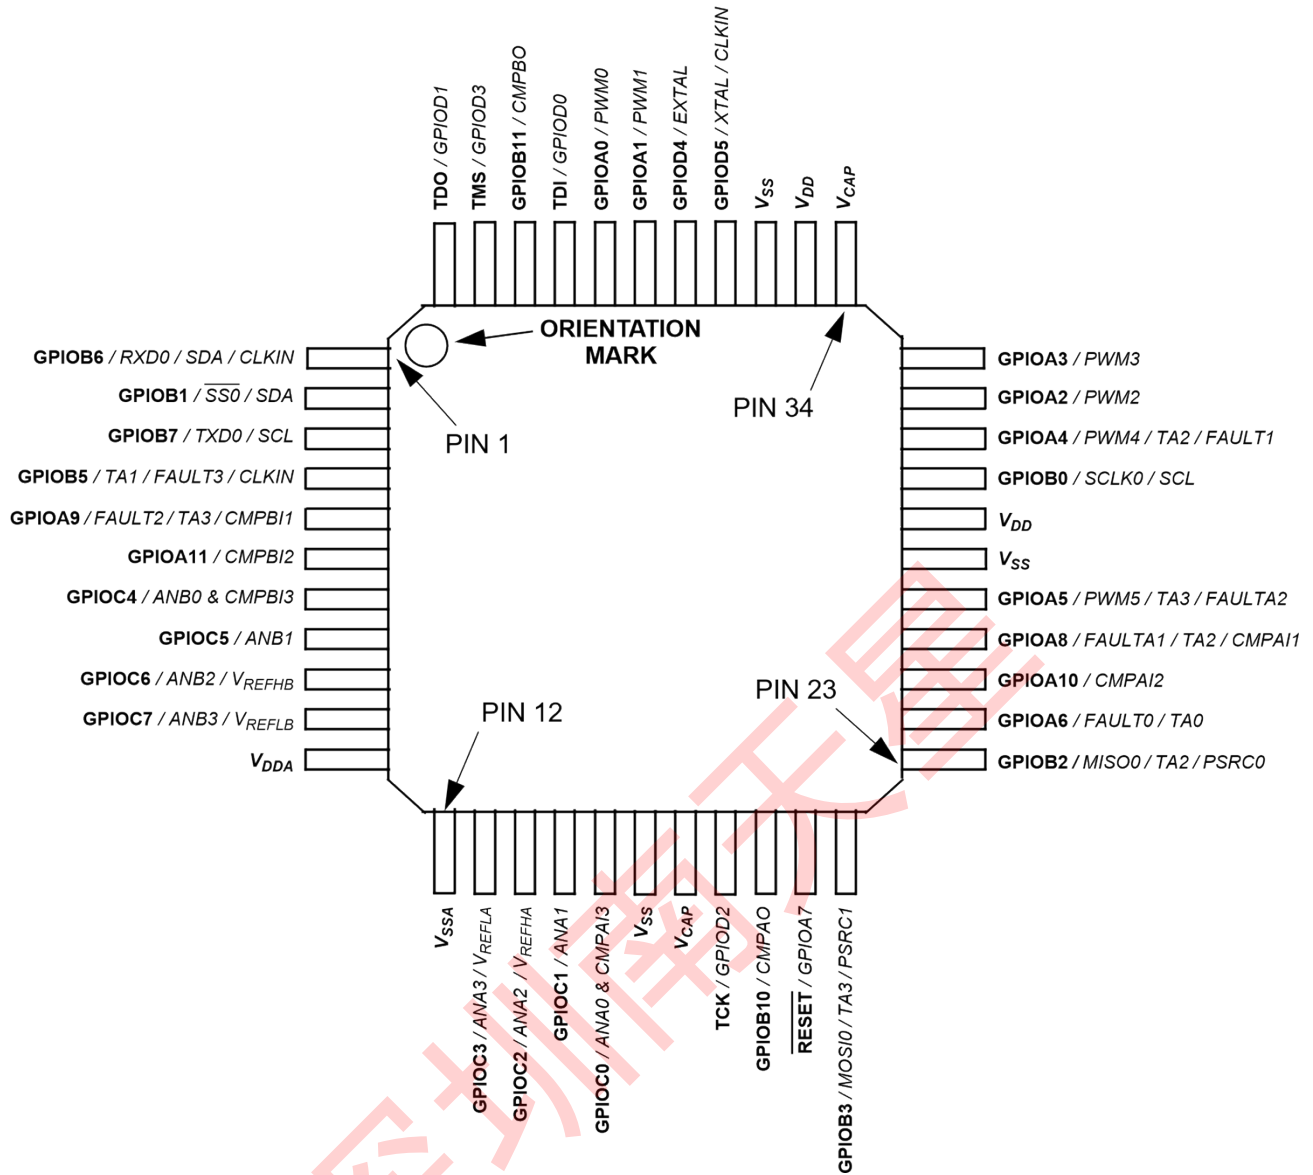 TDO / GPIOD1
TMS / GPIOD3
GPIOB11 / CMPBO
TDI / GPIOD0
GPIOA0 / PWM0
GPIOA1 / PWM1
GPIOD4 / EXTAL
GPIOD5 / XTAL / CLKIN
VSS
VDD
VCAP
ORIENTATION
MARK
PIN 34
PIN 1
PIN 23
PIN 12
GPIOB6 / RXD0 / SDA / CLKIN
GPIOB1 / SS0 / SDA
GPIOB7 / TXD0 / SCL
GPIOB5 / TA1 / FAULT3 / CLKIN
GPIOA9 / FAULT2 / TA3 / CMPBI1
GPIOA11 / CMPBI2
GPIOC4 / ANB0 & CMPBI3
GPIOC5 / ANB1
GPIOC6 / ANB2 / VREFHB
GPIOC7 / ANB3 / VREFLB
VDDA
GPIOA3 / PWM3
GPIOA2 / PWM2
GPIOA4 / PWM4 / TA2 / FAULT1
GPIOB0 / SCLK0 / SCL
VDD
VSS
GPIOA5 / PWM5 / TA3 / FAULTA2
GPIOA8 / FAULTA1 / TA2 / CMPAI1
GPIOA10 / CMPAI2
GPIOA6 / FAULT0 / TA0
GPIOB2 / MISO0 / TA2 / PSRC0
VSSA
GPIOC3 / ANA3 / VREFLA
GPIOC2 / ANA2 / VREFHA
GPIOC1 / ANA1
GPIOC0 / ANA0 & CMPAI3
VSS
VCAP
TCK / GPIOD2
GPIOB10 / CMPAO
RESET / GPIOA7
GPIOB3 / MOSI0 / TA3 / PSRC1
圳南天星